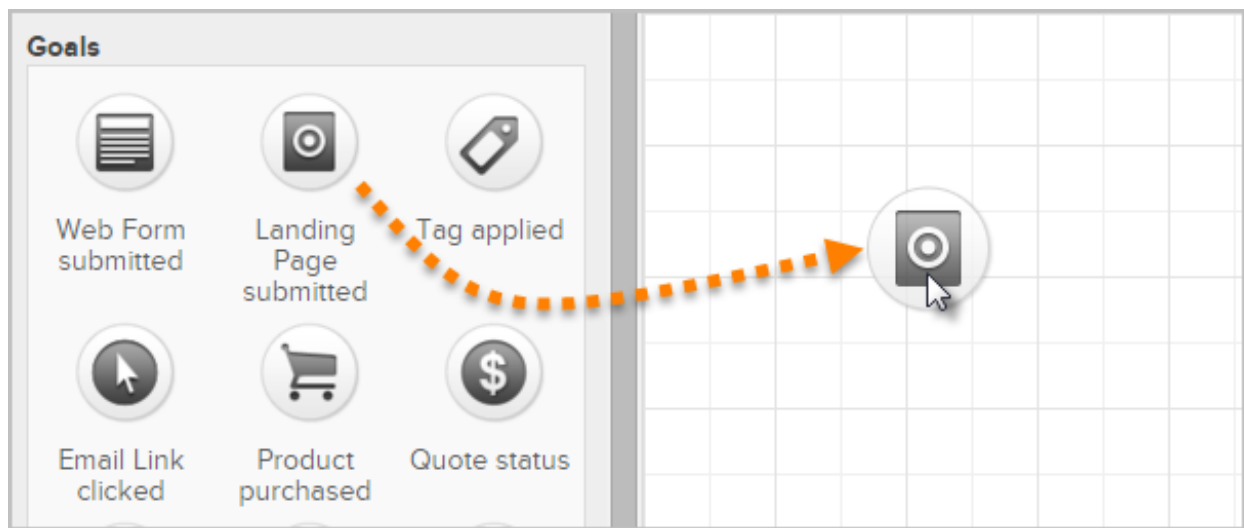 Goals
Web Form
submitted
Landing
Page
submitted
Tag applied
Email Link
clicked
Product
purchased
Quote status